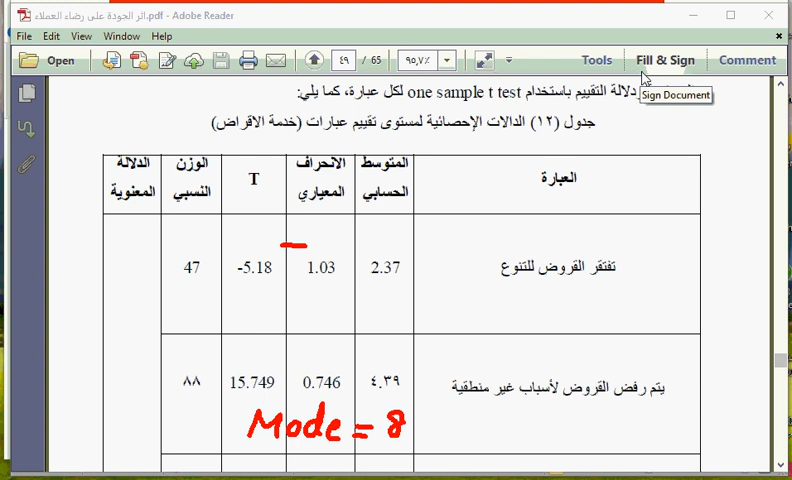 اثر الجودة على رضاء العملاء.pdf - Adobe Reader
File Edit View Window Help
Open ٤٩ / 65 ٩٥,٧٪ Tools Fill & Sign Comment
Sign Document
دلالة التقييم باستخدام one sample t test لكل عبارة، كما يلي:
جدول (١٢) الدالات الإحصائية لمستوى تقييم عبارات (خدمة الاقراض)
العبارة المتوسط الحسابي الانحراف المعياري T الوزن النسبي الدلالة المعنوية
تفتقر القروض للتنوع 2.37 1.03 -5.18 47
يتم رفض القروض لأسباب غير منطقية ٤.٣٩ 0.746 15.749 ٨٨
Mode = 8